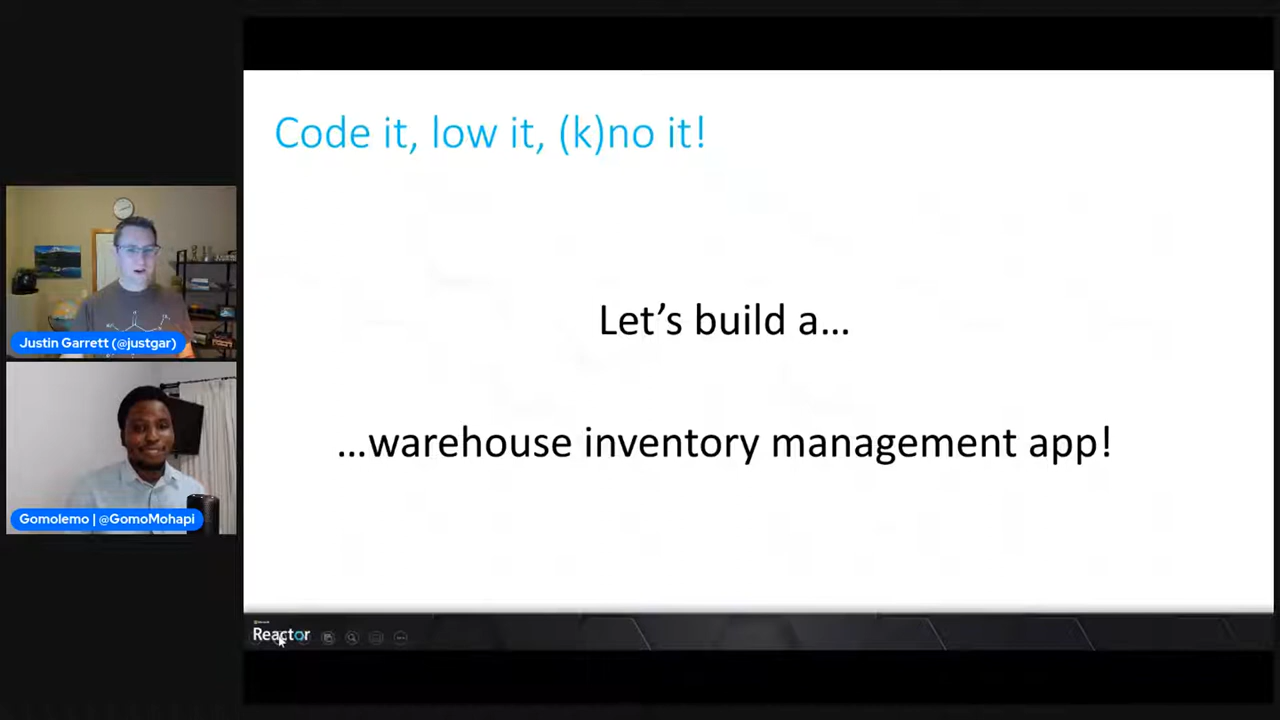 Code it, low it, (k)no it!
Let's build a...
...warehouse inventory management app!
Justin Garrett (@justgar)
Gomolemo | @GomoMohapi
Reactor